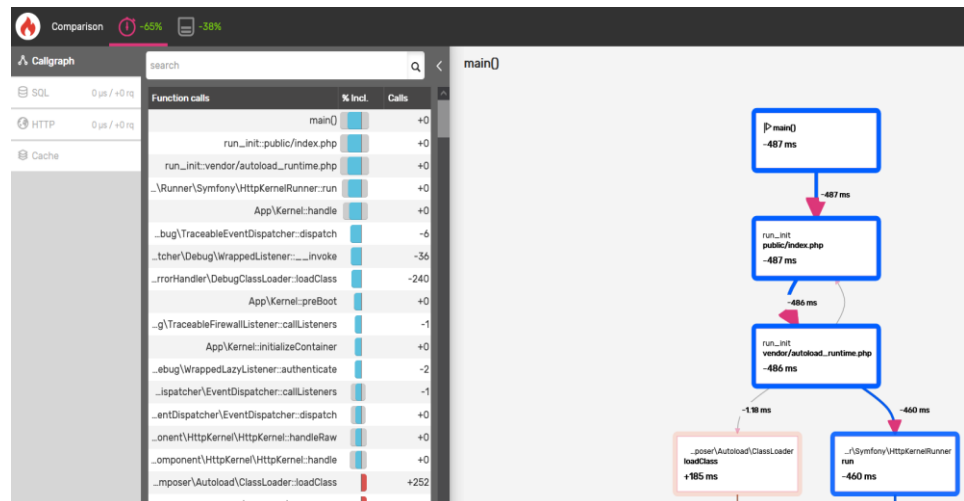 Comparison -65% -38%
Callgraph
SQL 0 µs / +0 rq
HTTP 0 µs / +0 rq
Cache
search
Function calls % Incl. Calls
main() +0
run_init::public/index.php +0
run_init::vendor/autoload_runtime.php +0
…\Runner\Symfony\HttpKernelRunner::run +0
App\Kernel::handle +0
…bug\TraceableEventDispatcher::dispatch -6
…tcher\Debug\WrappedListener::__invoke -36
…rrorHandler\DebugClassLoader::loadClass -240
App\Kernel::preBoot +0
…g\TraceableFirewallListener::callListeners -1
App\Kernel::initializeContainer +0
…ebug\WrappedLazyListener::authenticate -2
…ispatcher\EventDispatcher::callListeners -1
…entDispatcher\EventDispatcher::dispatch +0
…onent\HttpKernel\HttpKernel::handleRaw +0
…omponent\HttpKernel\HttpKernel::handle +0
…mposer\Autoload\ClassLoader::loadClass +252
main()
main()
-487 ms
-487 ms
run_init
public/index.php
-487 ms
-486 ms
run_init
vendor/autoload_runtime.php
-486 ms
-1.18 ms
-460 ms
…poser\Autoload\ClassLoader
loadClass
+185 ms
…r\Symfony\HttpKernelRunner
run
-460 ms